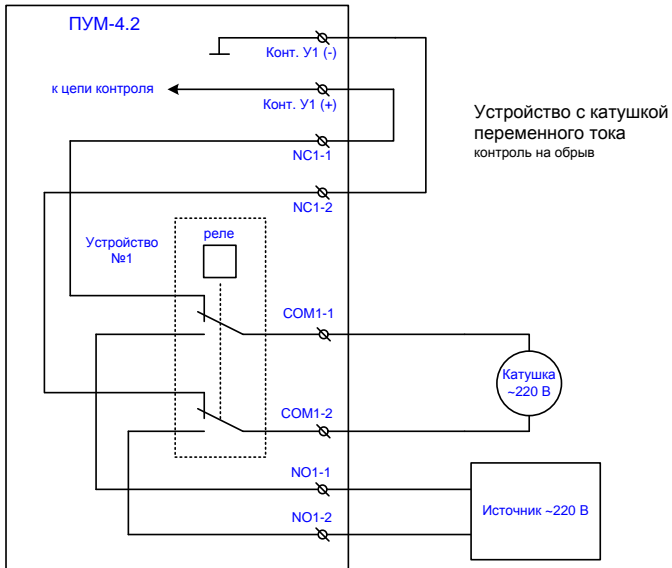 ПУМ-4.2
Конт. У1 (-)
к цепи контроля
Конт. У1 (+)
Устройство с катушкой
переменного тока
контроль на обрыв
NC1-1
NC1-2
Устройство
№1
реле
COM1-1
Катушка
~220 В
COM1-2
NO1-1
Источник ~220 В
NO1-2